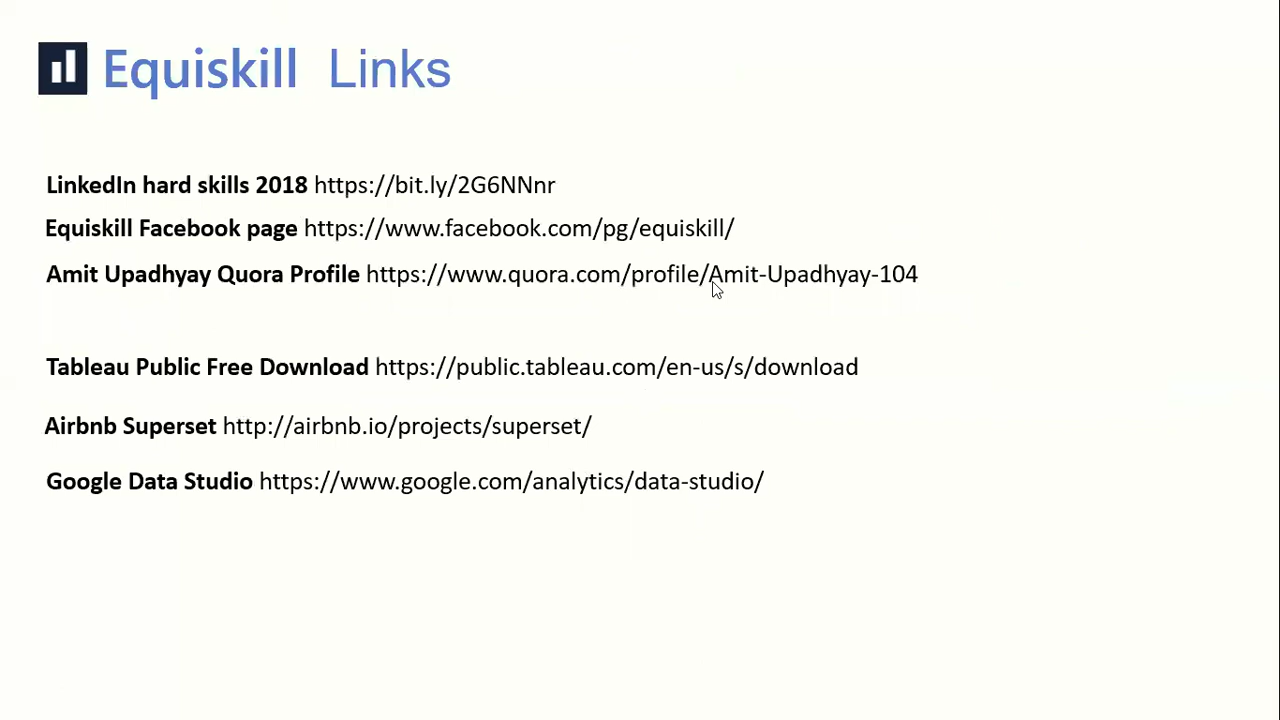 Equiskill Links
LinkedIn hard skills 2018 https://bit.ly/2G6NNnr
Equiskill Facebook page https://www.facebook.com/pg/equiskill/
Amit Upadhyay Quora Profile https://www.quora.com/profile/Amit-Upadhyay-104
Tableau Public Free Download https://public.tableau.com/en-us/s/download
Airbnb Superset http://airbnb.io/projects/superset/
Google Data Studio https://www.google.com/analytics/data-studio/